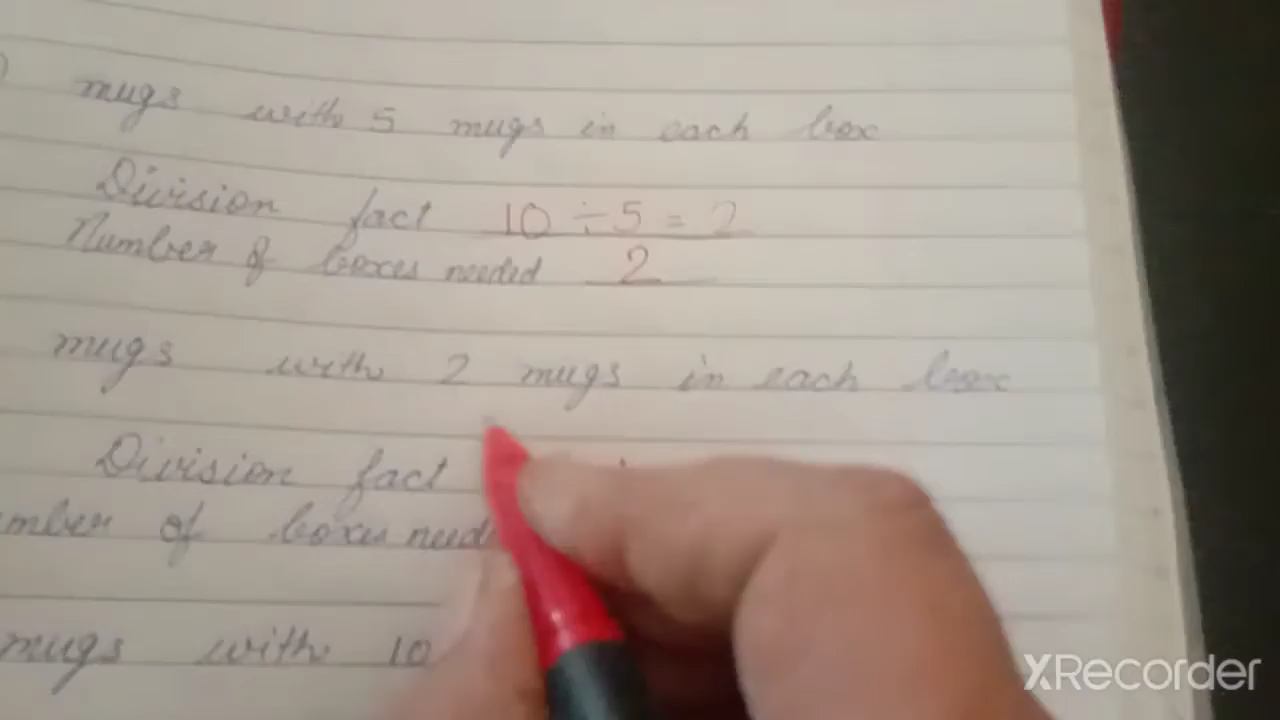 mugs with 5 mugs in each box
Division fact 10 ÷ 5 = 2
Number of boxes needed 2
mugs with 2 mugs in each box
Division fact
mber of boxes need
mugs with 10
XRecorder